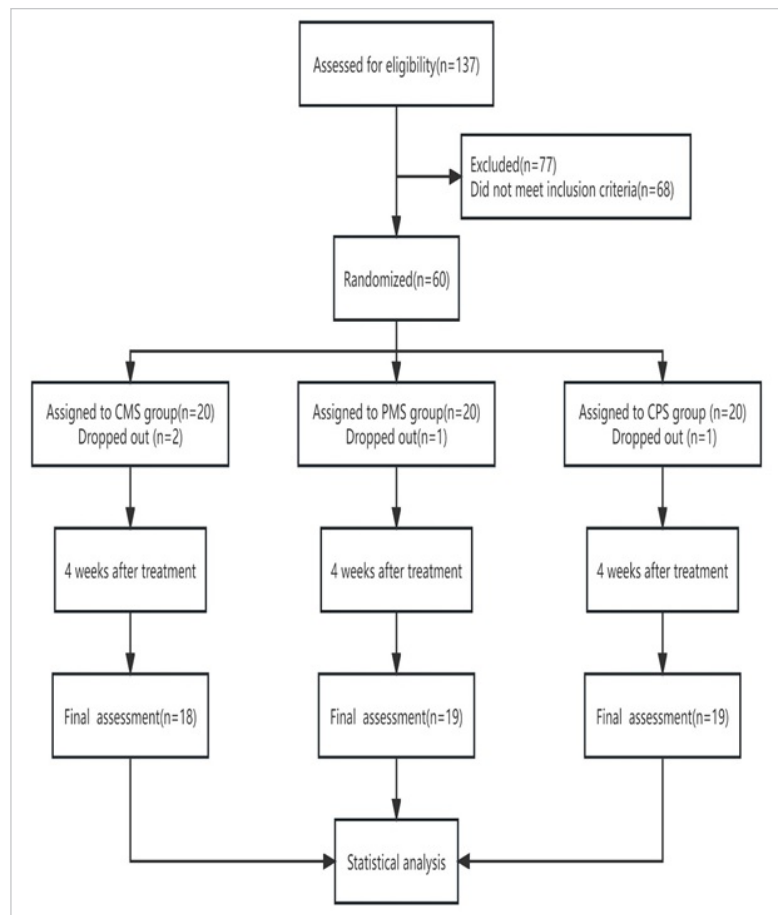 Assessed for eligibility(n=137)
Excluded(n=77)
Did not meet inclusion criteria(n=68)
Randomized(n=60)
Assigned to CMS group(n=20)
Dropped out (n=2)
Assigned to PMS group(n=20)
Dropped out(n=1)
Assigned to CPS group (n=20)
Dropped out (n=1)
4 weeks after treatment
4 weeks after treatment
4 weeks after treatment
Final assessment(n=18)
Final assessment(n=19)
Final assessment(n=19)
Statistical analysis